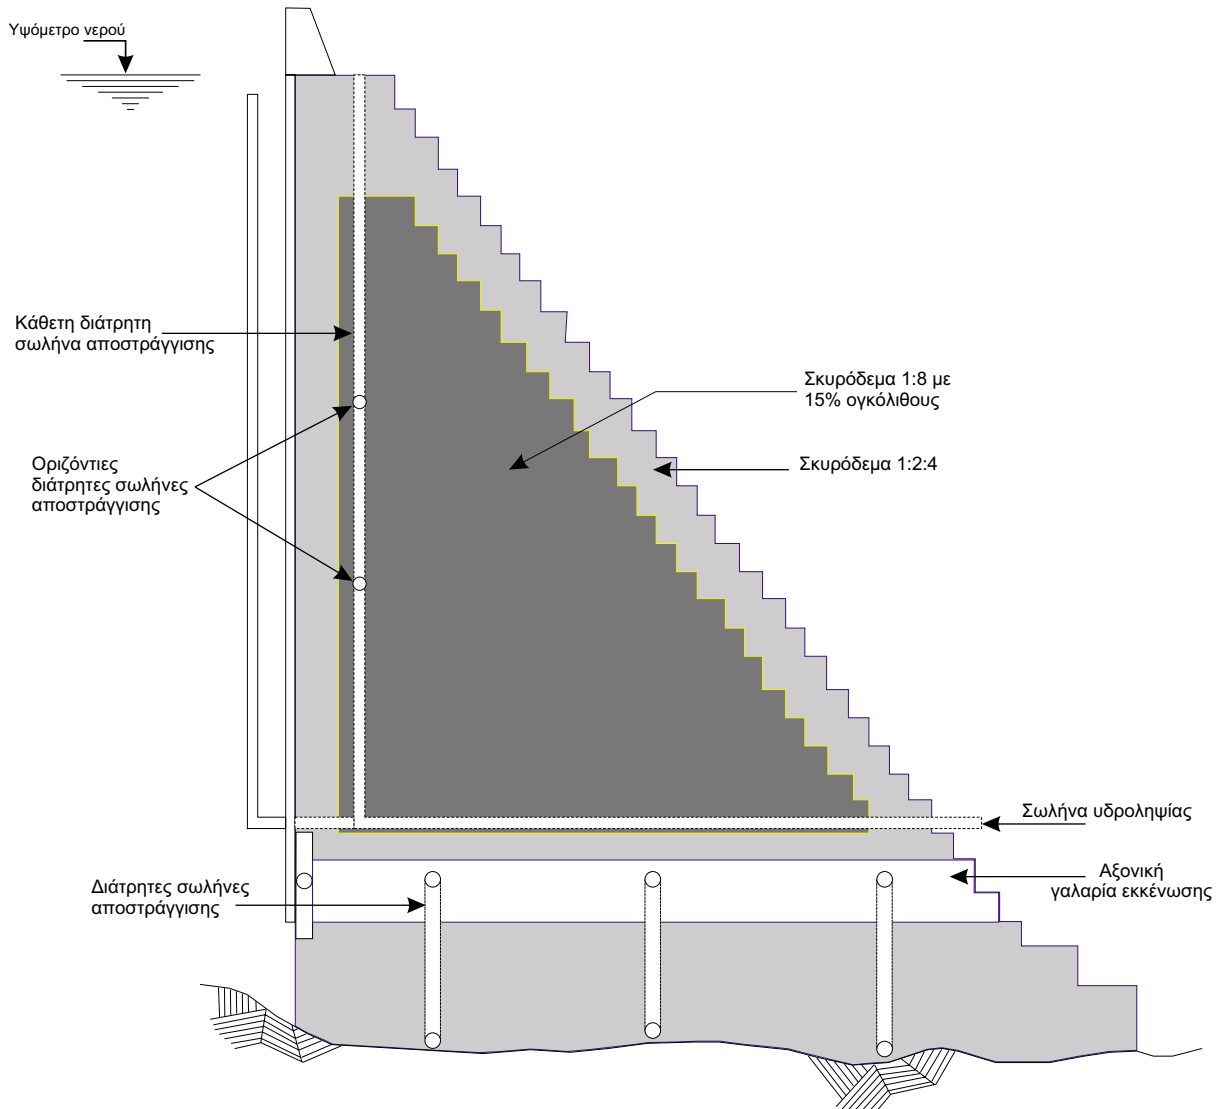 Υψόμετρο νερού
Κάθετη διάτρητη
σωλήνα αποστράγγισης
Σκυρόδεμα 1:8 με
15% ογκόλιθους
Οριζόντιες
διάτρητες σωλήνες
αποστράγγισης
Σκυρόδεμα 1:2:4
Σωλήνα υδροληψίας
Διάτρητες σωλήνες
αποστράγγισης
Αξονική
γαλαρία εκκένωσης